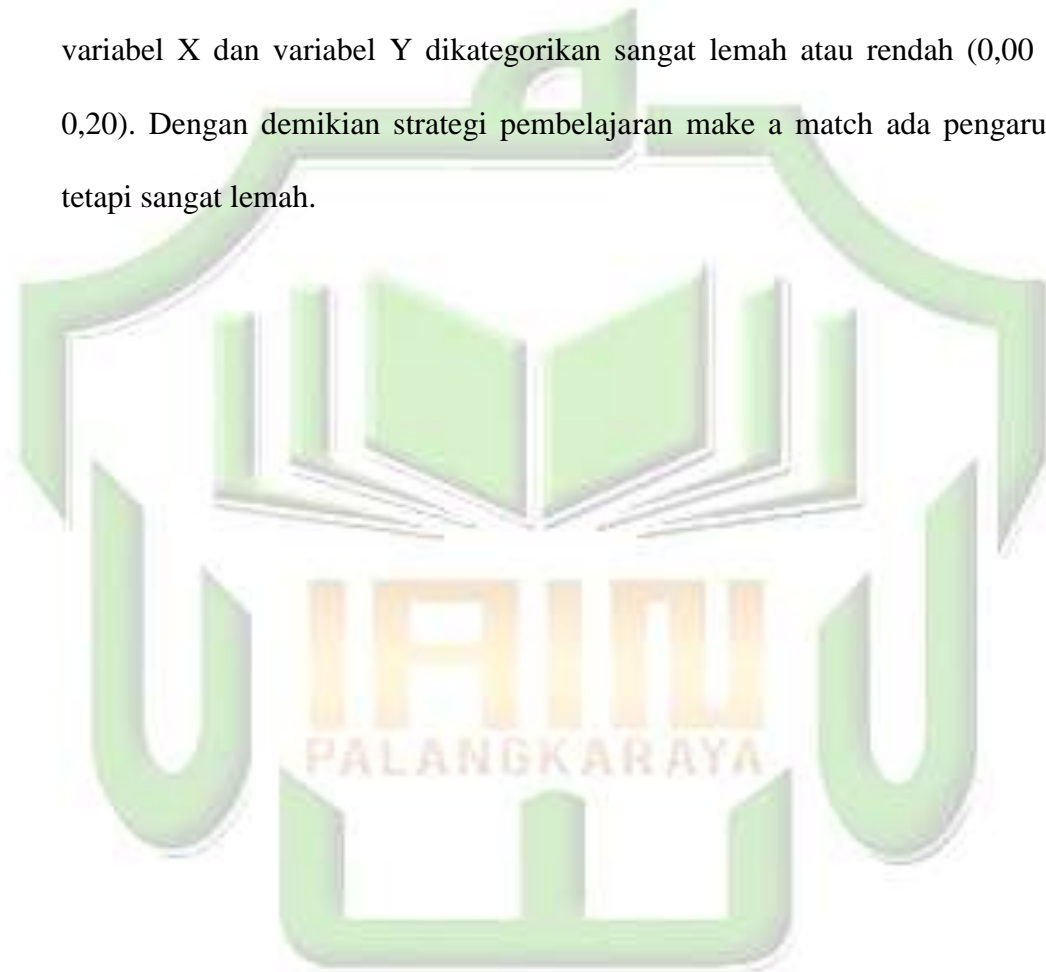 variabel X dan variabel Y dikategorikan sangat lemah atau rendah (0,00
0,20). Dengan demikian strategi pembelajaran make a match ada pengaru
tetapi sangat lemah.
IAIN
PALANGKARAYA